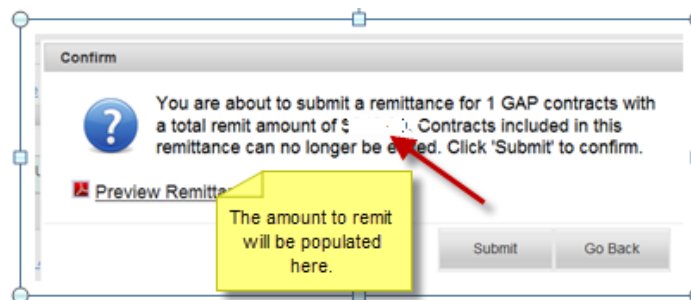 Confirm
You are about to submit a remittance for 1 GAP contracts with
a total remit amount of $ Contracts included in this
remittance can no longer be Click 'Submit' to confirm.
Preview
The amount to remit
will be populated
here.
Submit Go Back